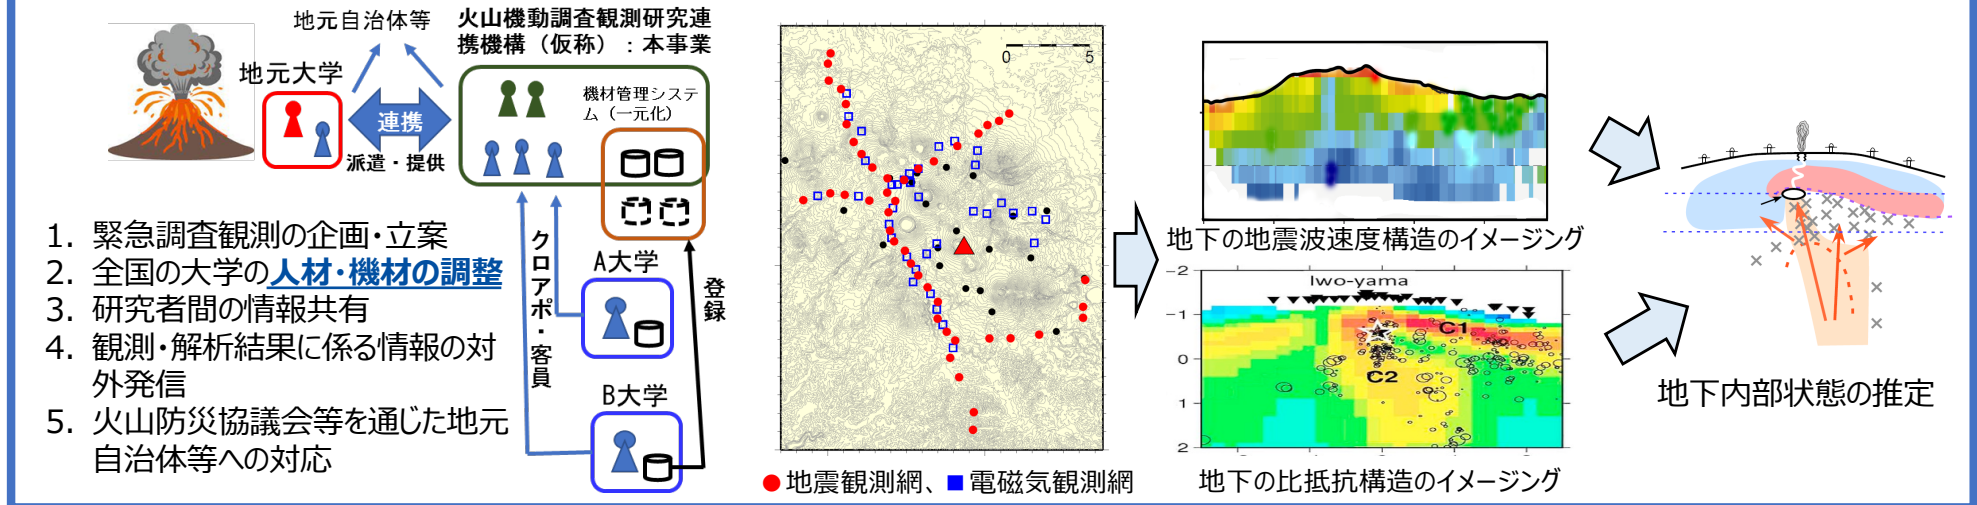 地元自治体等
火山機動調査観測研究連
携機構（仮称）：本事業
地元大学
機材管理システ
ム（一元化）
連携
派遣・提供
1. 緊急調査観測の企画・立案
2. 全国の大学の人材・機材の調整
3. 研究者間の情報共有
4. 観測・解析結果に係る情報の対
外発信
5. 火山防災協議会等を通じた地元
自治体等への対応
クロアポ・客員
A大学
B大学
登録
0 5
●地震観測網、■電磁気観測網
地下の地震波速度構造のイメージング
Iwo-yama
C1
C2
-2
-1
0
1
2
地下の比抵抗構造のイメージング
地下内部状態の推定